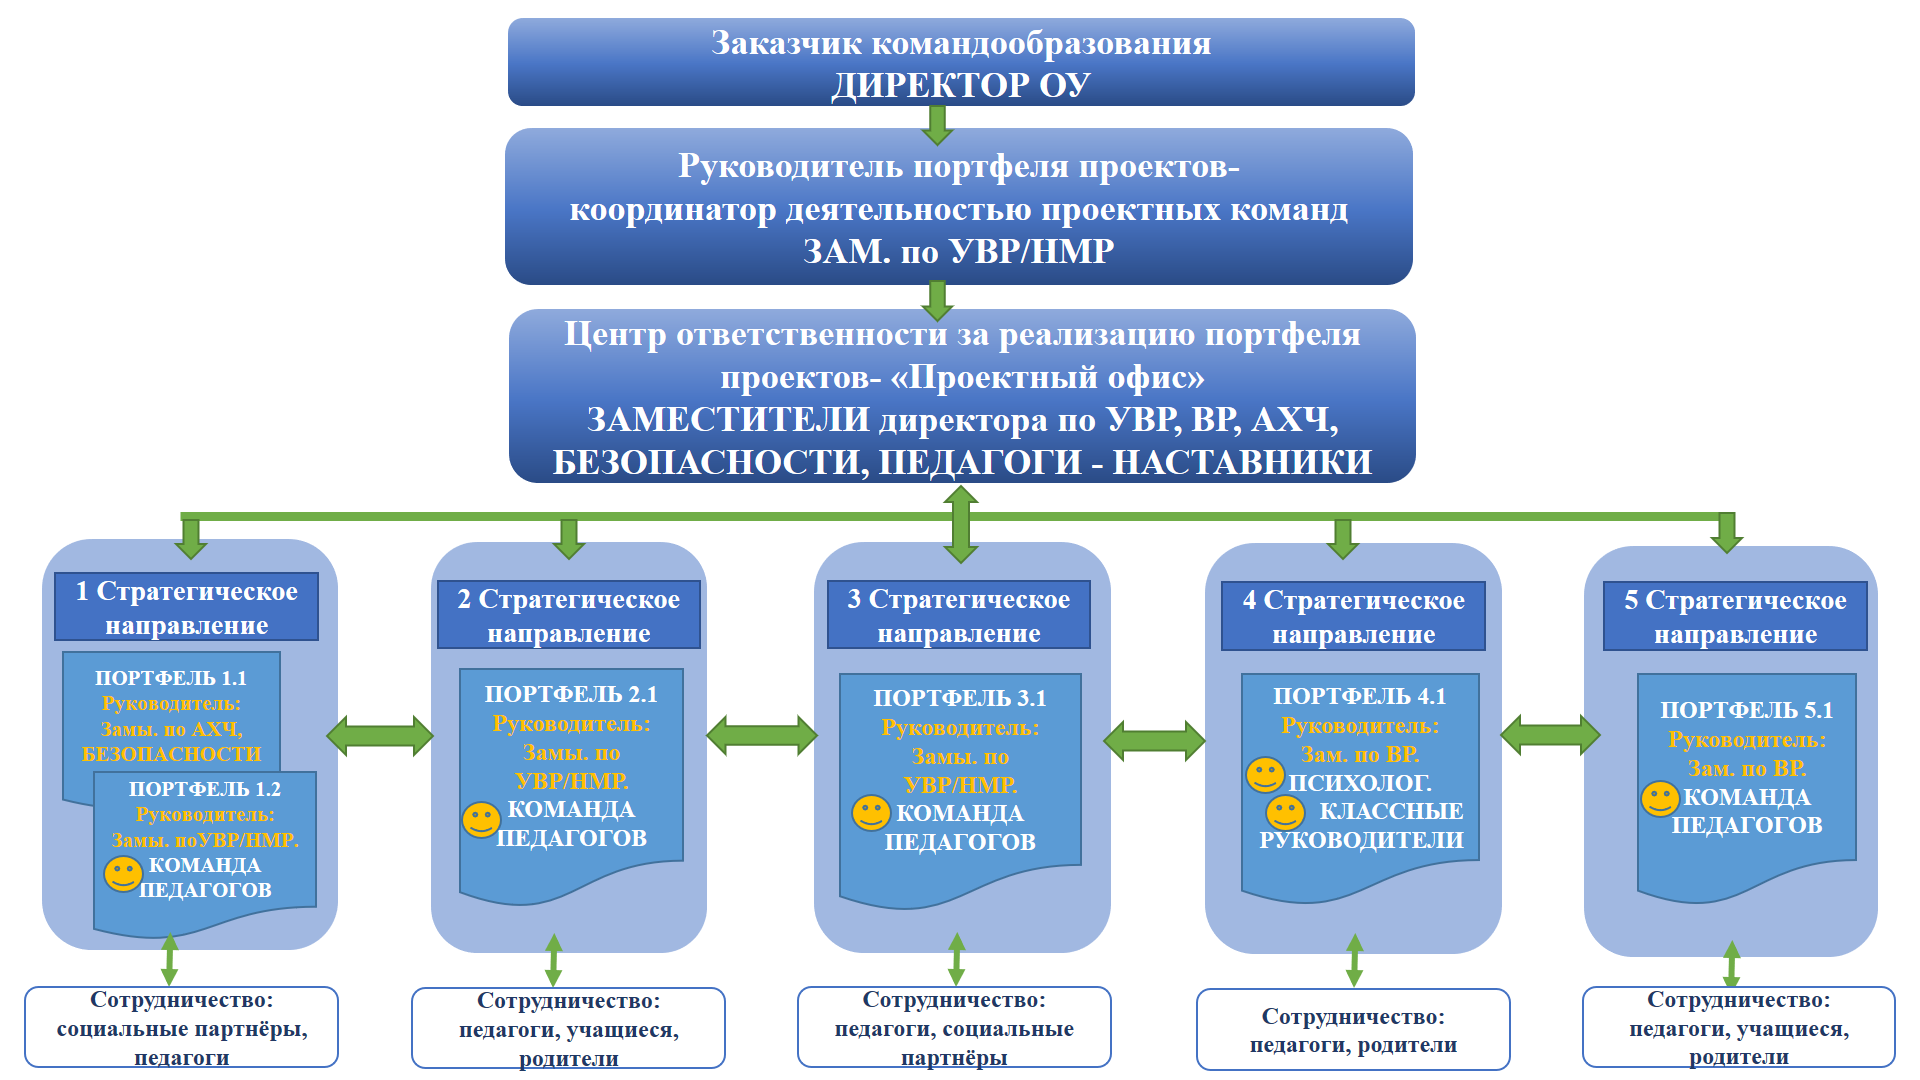 Заказчик командообразования
ДИРЕКТОР ОУ
Руководитель портфеля проектов-
координатор деятельностью проектных команд
ЗАМ. по УВР/НМР
Центр ответственности за реализацию портфеля
проектов- «Проектный офис»
ЗАМЕСТИТЕЛИ директора по УВР, ВР, АХЧ,
БЕЗОПАСНОСТИ, ПЕДАГОГИ - НАСТАВНИКИ
1 Стратегическое
направление
ПОРТФЕЛЬ 1.1
Руководитель:
Замы. по АХЧ,
БЕЗОПАСНОСТИ
ПОРТФЕЛЬ 1.2
Руководитель:
Замы. поУВР/НМР.
КОМАНДА
ПЕДАГОГОВ
2 Стратегическое
направление
ПОРТФЕЛЬ 2.1
Руководитель:
Замы. по
УВР/НМР.
КОМАНДА
ПЕДАГОГОВ
3 Стратегическое
направление
ПОРТФЕЛЬ 3.1
Руководитель:
Замы. по
УВР/НМР.
КОМАНДА
ПЕДАГОГОВ
4 Стратегическое
направление
ПОРТФЕЛЬ 4.1
Руководитель:
Зам. по ВР.
ПСИХОЛОГ.
КЛАССНЫЕ
РУКОВОДИТЕЛИ
5 Стратегическое
направление
ПОРТФЕЛЬ 5.1
Руководитель:
Зам. по ВР.
КОМАНДА
ПЕДАГОГОВ
Сотрудничество:
социальные партнёры,
педагоги
Сотрудничество:
педагоги, учащиеся,
родители
Сотрудничество:
педагоги, социальные
партнёры
Сотрудничество:
педагоги, родители
Сотрудничество:
педагоги, учащиеся,
родители